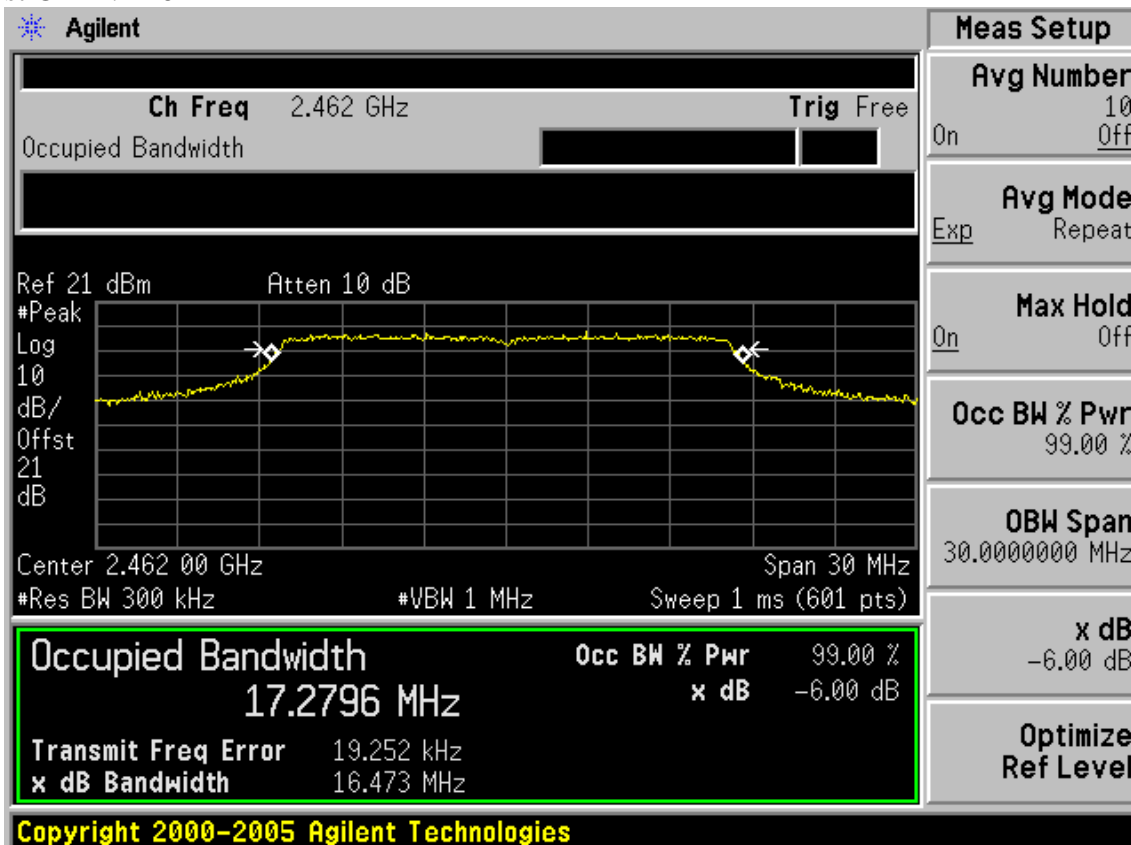 Agilent
Meas Setup
Ch Freq 2.462 GHz Trig Free
Occupied Bandwidth
Avg Number
10
On Off
Avg Mode
Exp Repeat
Max Hold
On Off
Occ BW % Pwr
99.00 %
OBW Span
30.0000000 MHz
x dB
-6.00 dB
Optimize
Ref Level
Ref 21 dBm Atten 10 dB
#Peak
Log
10
dB/
Offst
21
dB
Center 2.462 00 GHz Span 30 MHz
#Res BW 300 kHz #VBW 1 MHz Sweep 1 ms (601 pts)
Occupied Bandwidth Occ BW % Pwr 99.00 %
17.2796 MHz x dB -6.00 dB
Transmit Freq Error 19.252 kHz
x dB Bandwidth 16.473 MHz
Copyright 2000-2005 Agilent Technologies